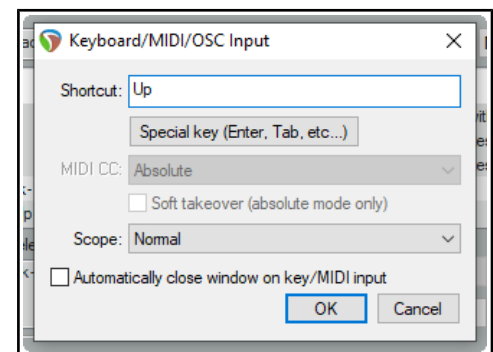 Keyboard/MIDI/OSC Input
Shortcut: Up
Special key (Enter, Tab, etc...)
MIDI CC: Absolute
Soft takeover (absolute mode only)
Scope: Normal
Automatically close window on key/MIDI input
OK Cancel